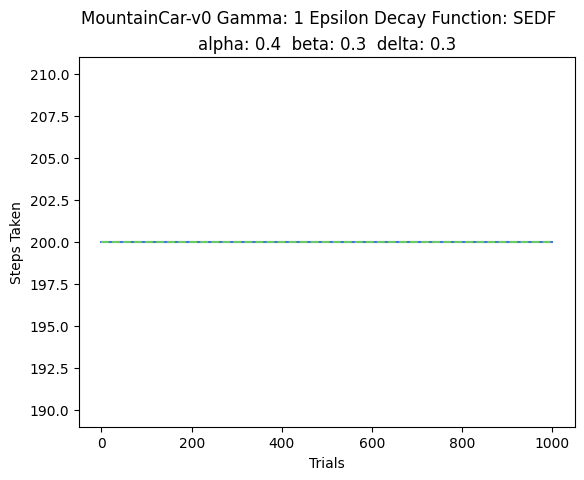 MountainCar-v0 Gamma: 1 Epsilon Decay Function: SEDF
alpha: 0.4 beta: 0.3 delta: 0.3
210.0
207.5
205.0
202.5
200.0
197.5
195.0
192.5
190.0
Steps Taken
0 200 400 600 800 1000
Trials